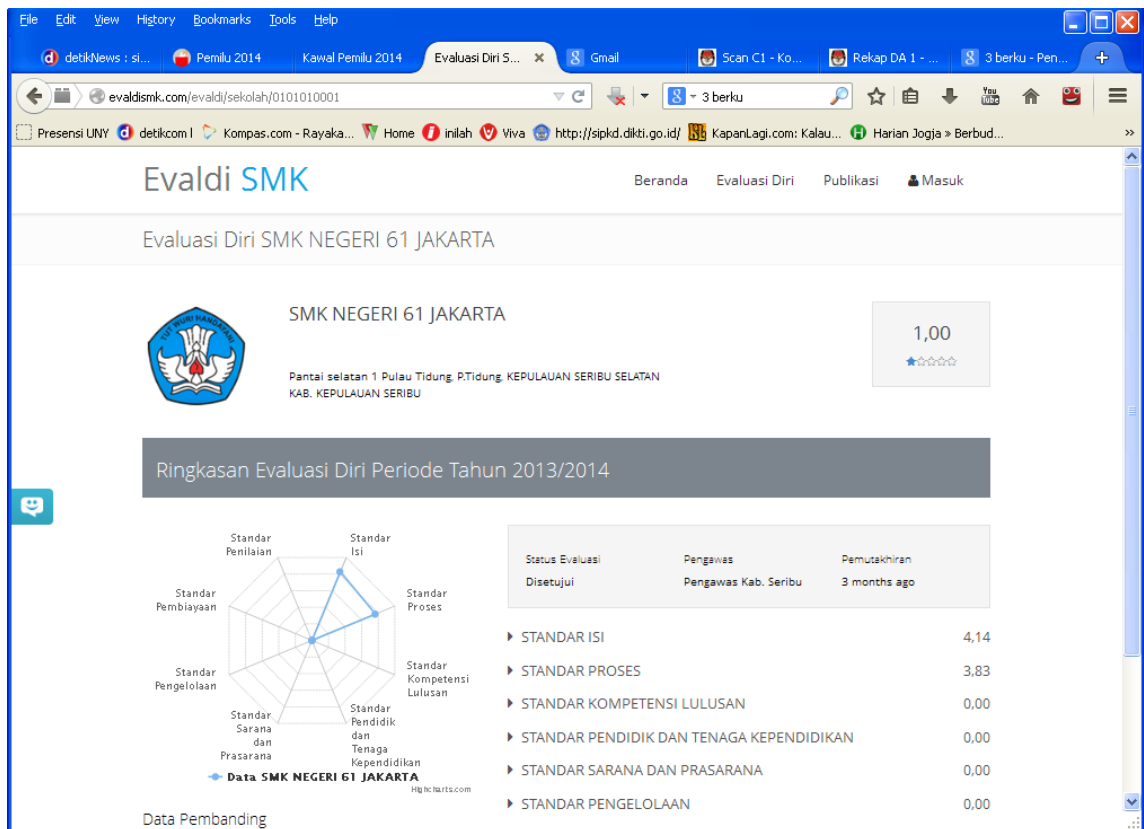 File Edit View History Bookmarks Tools Help
detikNews : si... Pemilu 2014 Kawal Pemilu 2014 Evaluasi Diri S... Gmail Scan C1 - Ko... Rekap DA 1 - ... 3 berku - Pen...
evaldismk.com/evaldi/sekolah/0101010001 3 berku You Tube
Presensi UNY detikcom l Kompas.com - Rayaka... Home inilah Viva http://sipkd.dikti.go.id/ KapanLagi.com: Kalau... Harian Jogja » Berbud... »
Evaldi SMK Beranda Evaluasi Diri Publikasi Masuk
Evaluasi Diri SMK NEGERI 61 JAKARTA
TUT WURI HANDAYANI
SMK NEGERI 61 JAKARTA
1,00
Pantai selatan 1 Pulau Tidung, P.Tidung, KEPULAUAN SERIBU SELATAN
KAB. KEPULAUAN SERIBU
Ringkasan Evaluasi Diri Periode Tahun 2013/2014
Standar
Isi
Standar
Proses
Standar
Kompetensi
Lulusan
Standar
Pendidik
dan
Tenaga
Kependidikan
Standar
Sarana
dan
Prasarana
Standar
Pengelolaan
Standar
Pembiayaan
Standar
Penilaian
Data SMK NEGERI 61 JAKARTA
Highcharts.com
Data Pembanding
Status Evaluasi Pengawas Pemutakhiran
Disetujui Pengawas Kab. Seribu 3 months ago
STANDAR ISI 4,14
STANDAR PROSES 3,83
STANDAR KOMPETENSI LULUSAN 0,00
STANDAR PENDIDIK DAN TENAGA KEPENDIDIKAN 0,00
STANDAR SARANA DAN PRASARANA 0,00
STANDAR PENGELOLAAN 0,00